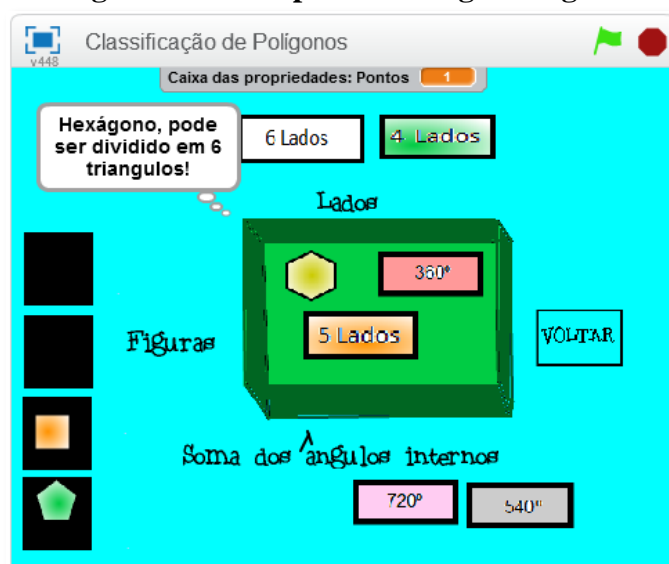 Classificação de Polígonos
v448
Caixa das propriedades: Pontos 1
Hexágono, pode
ser dividido em 6
triangulos!
6 Lados
4 Lados
Lados
360º
5 Lados
Figuras
VOLTAR
Soma dos Ângulos internos
720º
540º